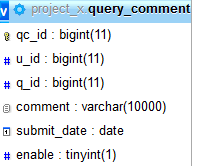 v project_x.query_comment
qc_id : bigint(11)
# u_id : bigint(11)
# q_id : bigint(11)
comment : varchar(10000)
submit_date : date
# enable : tinyint(1)